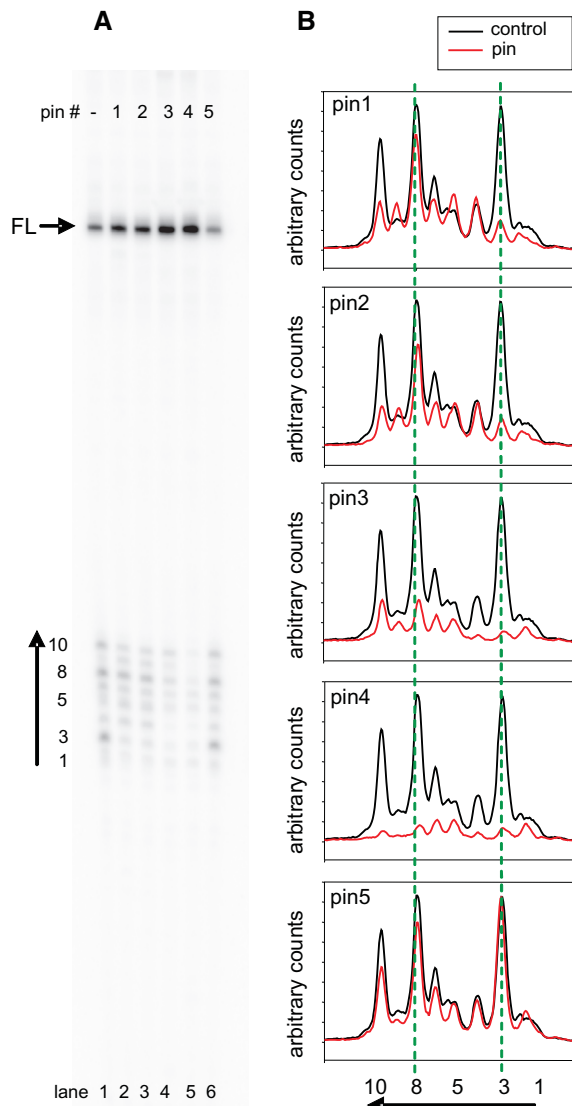 A
pin # - 1 2 3 4 5
FL
10
8
5
3
1
lane 1 2 3 4 5 6
B
control
pin
pin1
arbitrary counts
pin2
arbitrary counts
pin3
arbitrary counts
pin4
arbitrary counts
pin5
arbitrary counts
10 8 5 3 1